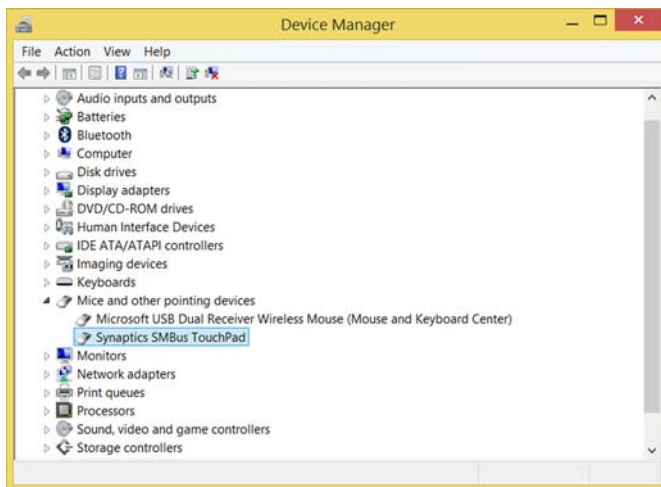 Device Manager
File Action View Help
Audio inputs and outputs
Batteries
Bluetooth
Computer
Disk drives
Display adapters
DVD/CD-ROM drives
Human Interface Devices
IDE ATA/ATAPI controllers
Imaging devices
Keyboards
Mice and other pointing devices
Microsoft USB Dual Receiver Wireless Mouse (Mouse and Keyboard Center)
Synaptics SMBus TouchPad
Monitors
Network adapters
Print queues
Processors
Sound, video and game controllers
Storage controllers